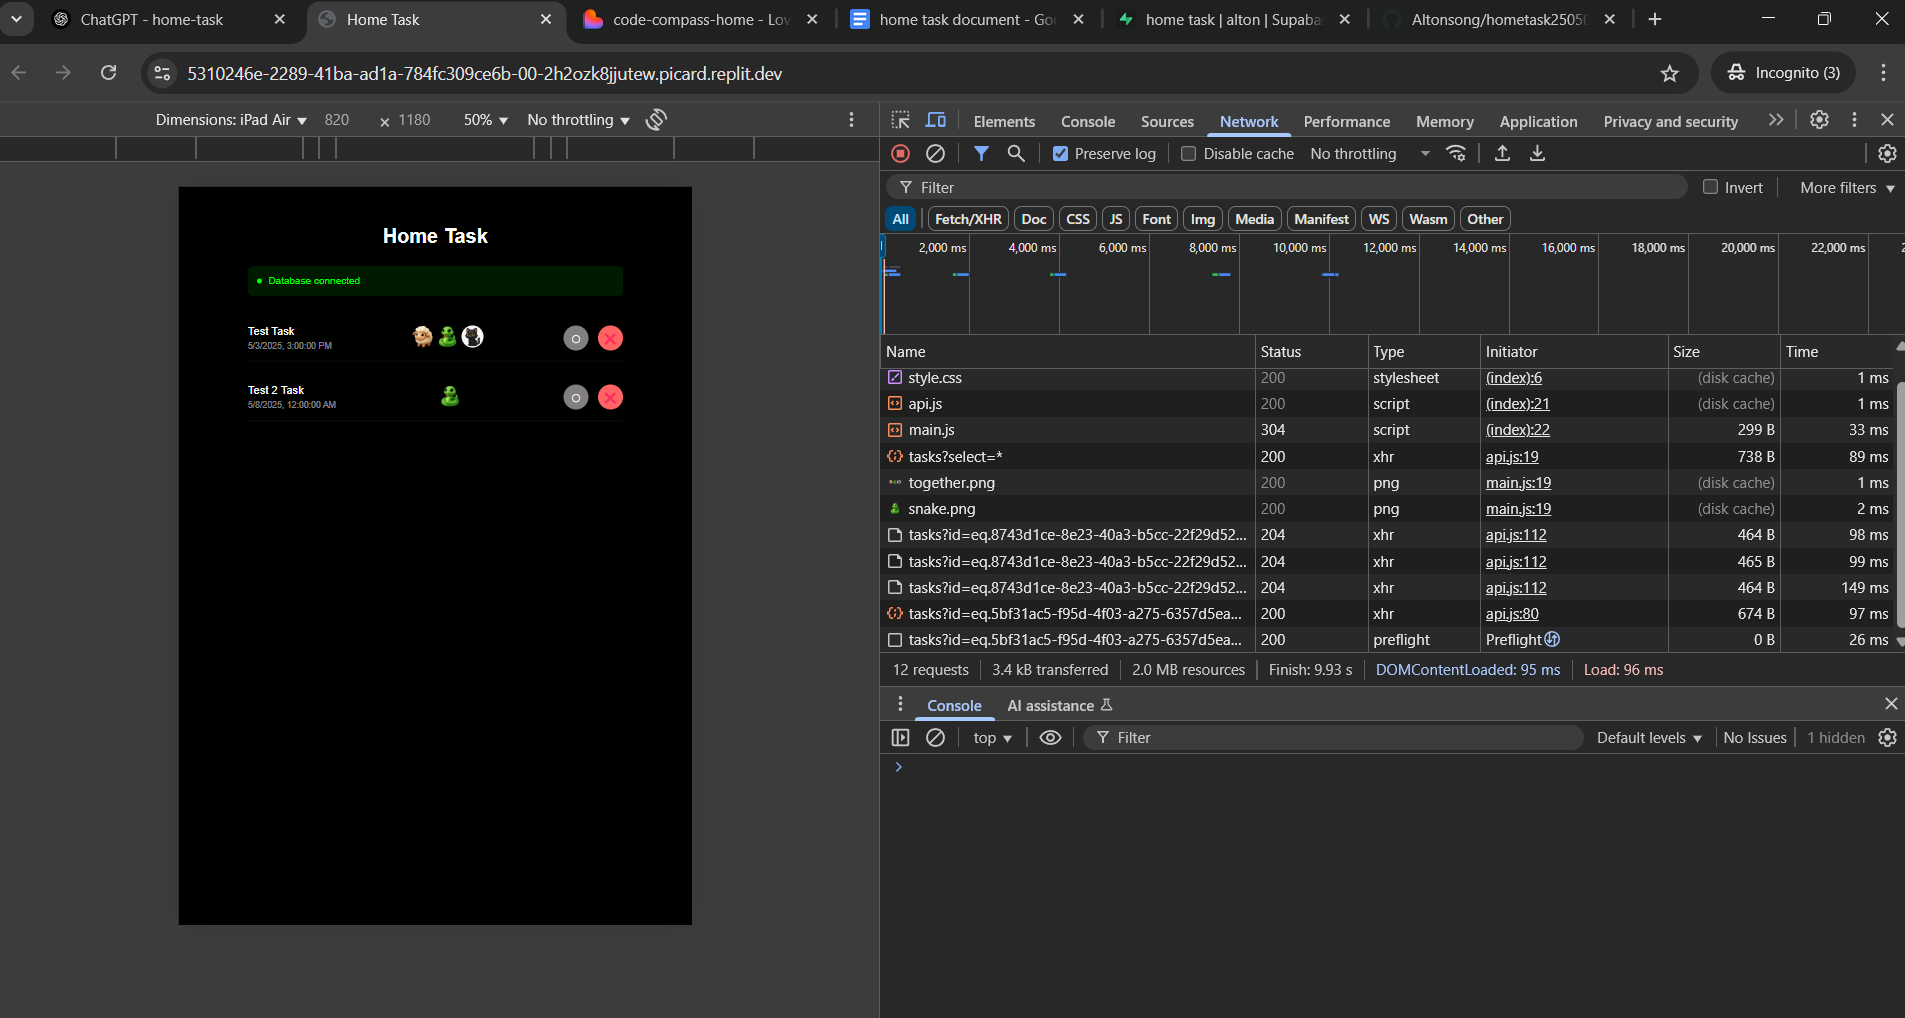 ChatGPT - home-task
Home Task
code-compass-home - Lov
home task document - Goo
home task | alton | Supaba
Altonsong/hometask2505
5310246e-2289-41ba-ad1a-784fc309ce6b-00-2h2ozk8jjutew.picard.replit.dev
Incognito (3)
Dimensions: iPad Air 820 × 1180 50% No throttling
Elements Console Sources Network Performance Memory Application Privacy and security
Preserve log Disable cache No throttling
Filter Invert More filters
All Fetch/XHR Doc CSS JS Font Img Media Manifest WS Wasm Other
2,000 ms 4,000 ms 6,000 ms 8,000 ms 10,000 ms 12,000 ms 14,000 ms 16,000 ms 18,000 ms 20,000 ms 22,000 ms 2
Home Task
Database connected
Test Task
5/3/2025, 3:00:00 PM
Test 2 Task
5/8/2025, 12:00:00 AM
Name Status Type Initiator Size Time
style.css 200 stylesheet (index):6 (disk cache) 1 ms
api.js 200 script (index):21 (disk cache) 1 ms
main.js 304 script (index):22 299 B 33 ms
tasks?select=* 200 xhr api.js:19 738 B 89 ms
together.png 200 png main.js:19 (disk cache) 1 ms
snake.png 200 png main.js:19 (disk cache) 2 ms
tasks?id=eq.8743d1ce-8e23-40a3-b5cc-22f29d52... 204 xhr api.js:112 464 B 98 ms
tasks?id=eq.8743d1ce-8e23-40a3-b5cc-22f29d52... 204 xhr api.js:112 465 B 99 ms
tasks?id=eq.8743d1ce-8e23-40a3-b5cc-22f29d52... 204 xhr api.js:112 464 B 149 ms
tasks?id=eq.5bf31ac5-f95d-4f03-a275-6357d5ea... 200 xhr api.js:80 674 B 97 ms
tasks?id=eq.5bf31ac5-f95d-4f03-a275-6357d5ea... 200 preflight Preflight 0 B 26 ms
12 requests 3.4 kB transferred 2.0 MB resources Finish: 9.93 s DOMContentLoaded: 95 ms Load: 96 ms
Console AI assistance
top Filter Default levels No Issues 1 hidden